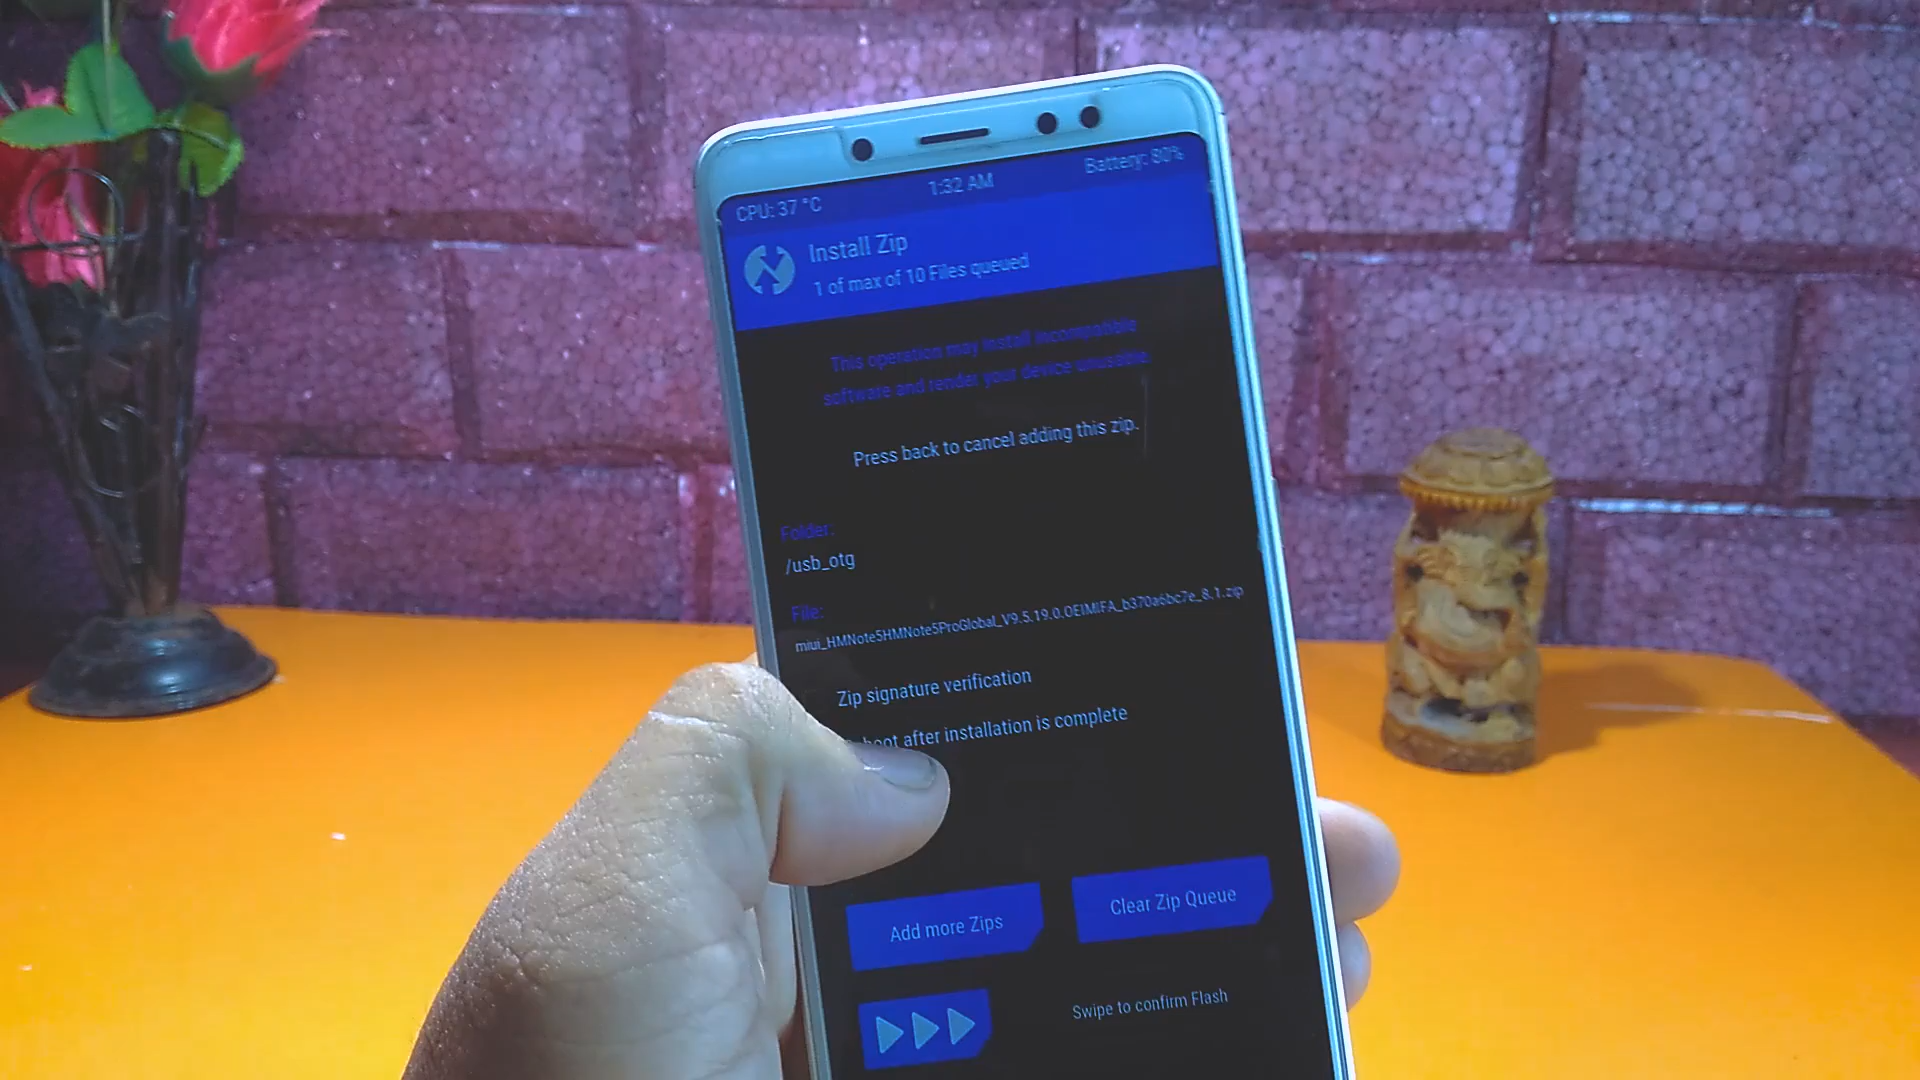 CPU: 37 °C
1:32 AM
Battery: 80%
Install Zip
1 of max of 10 Files queued
This operation may install incompatible
software and render your device unusable.
Press back to cancel adding this zip.
Folder:
/usb_otg
File:
miui_HMNote5HMNote5ProGlobal_V9.5.19.0.OEIMIFA_b370a6bc7e_8.1.zip
Zip signature verification
after installation is complete
Add more Zips
Clear Zip Queue
Swipe to confirm Flash